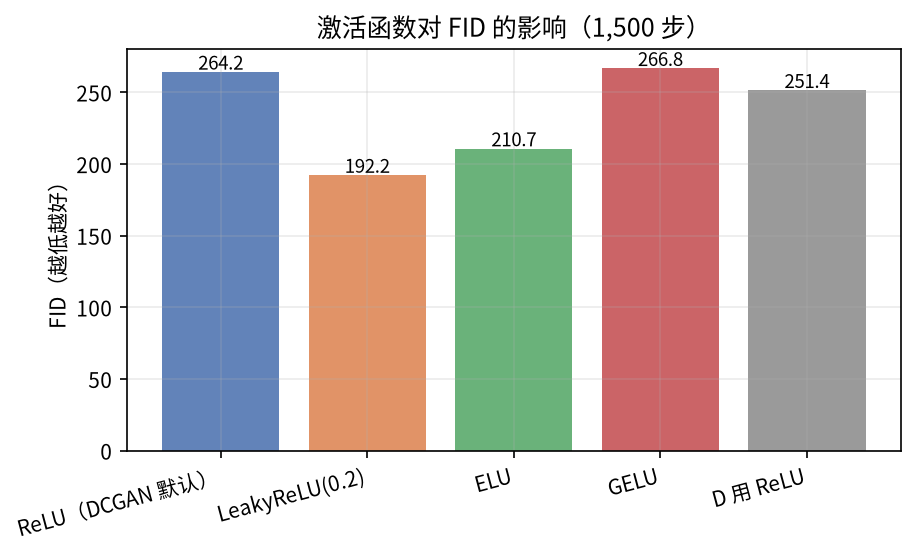 激活函数对 FID 的影响（1,500 步）
FID（越低越好）
250
200
150
100
50
0
264.2
192.2
210.7
266.8
251.4
ReLU（DCGAN 默认）
LeakyReLU(0.2)
ELU
GELU
D 用 ReLU